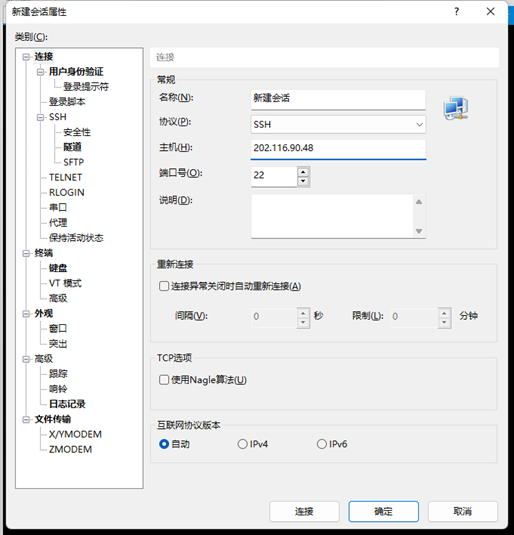 新建会话属性
?
类别(C):
连接
用户身份验证
登录提示符
登录脚本
SSH
安全性
隧道
SFTP
TELNET
RLOGIN
串口
代理
保持活动状态
终端
键盘
VT 模式
高级
外观
窗口
突出
高级
跟踪
响铃
日志记录
文件传输
X/YMODEM
ZMODEM
连接
常规
名称(N): 新建会话
协议(P): SSH
主机(H): 202.116.90.48
端口号(O): 22
说明(D):
重新连接
连接异常关闭时自动重新连接(A)
间隔(V): 0 秒 限制(L): 0 分钟
TCP选项
使用Nagle算法(U)
互联网协议版本
自动 IPv4 IPv6
连接 确定 取消